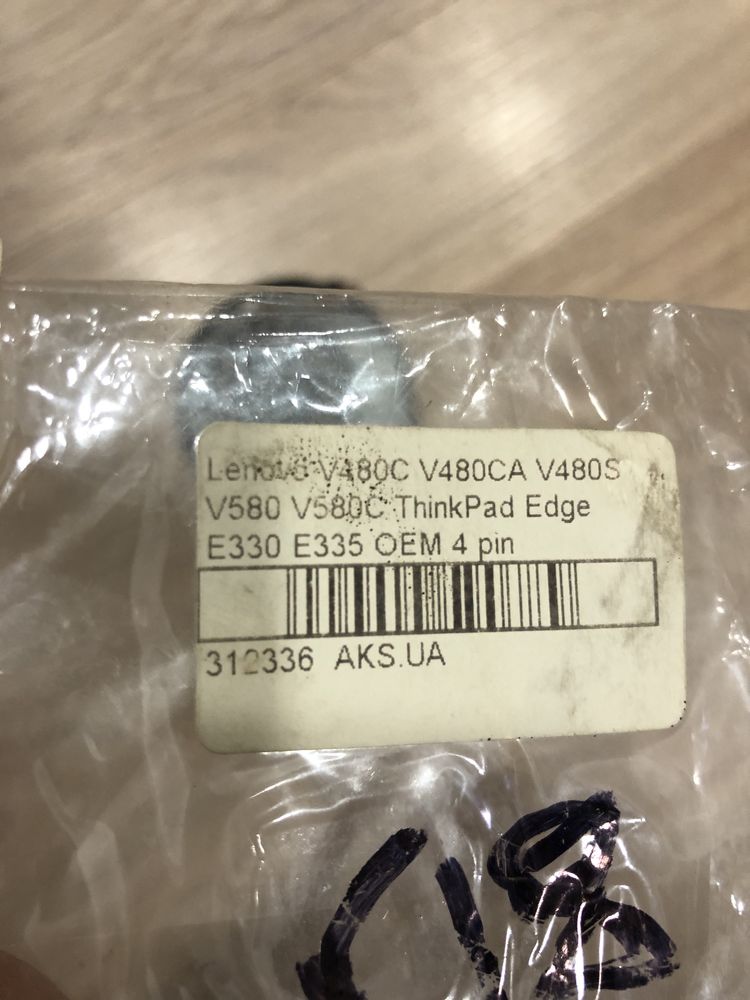 Lenovo V480C V480CA V480S
V580 V580C ThinkPad Edge
E330 E335 OEM 4 pin
312336 AKS.UA